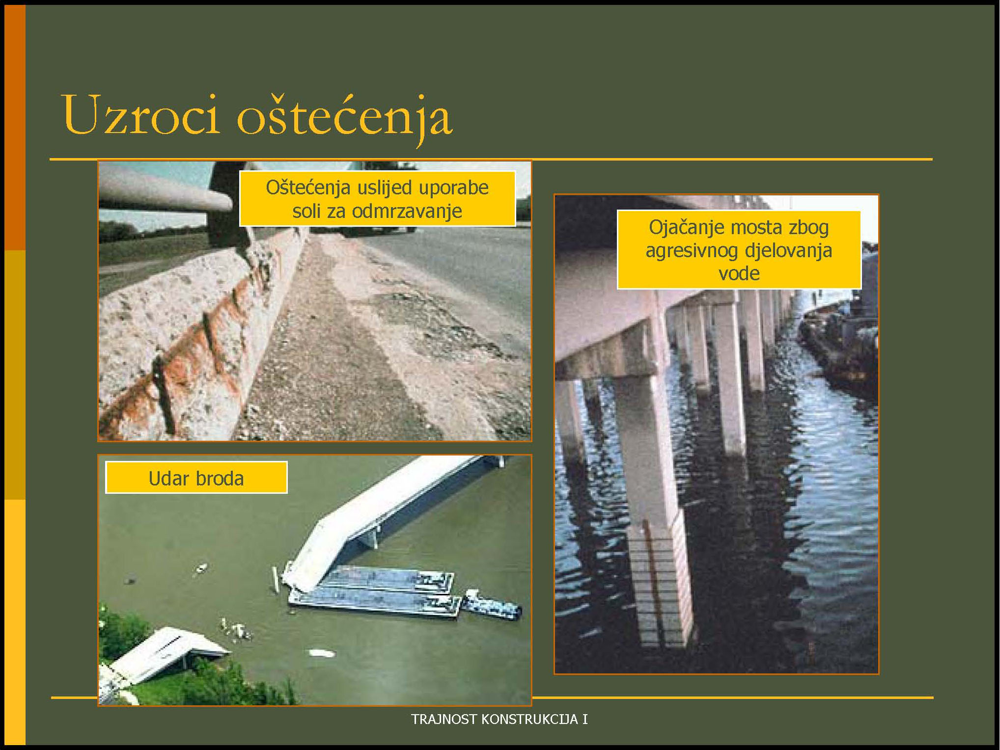 Uzroci oštećenja
Oštećenja uslijed uporabe
soli za odmrzavanje
Ojačanje mosta zbog
agresivnog djelovanja
vode
Udar broda
TRAJNOST KONSTRUKCIJA I